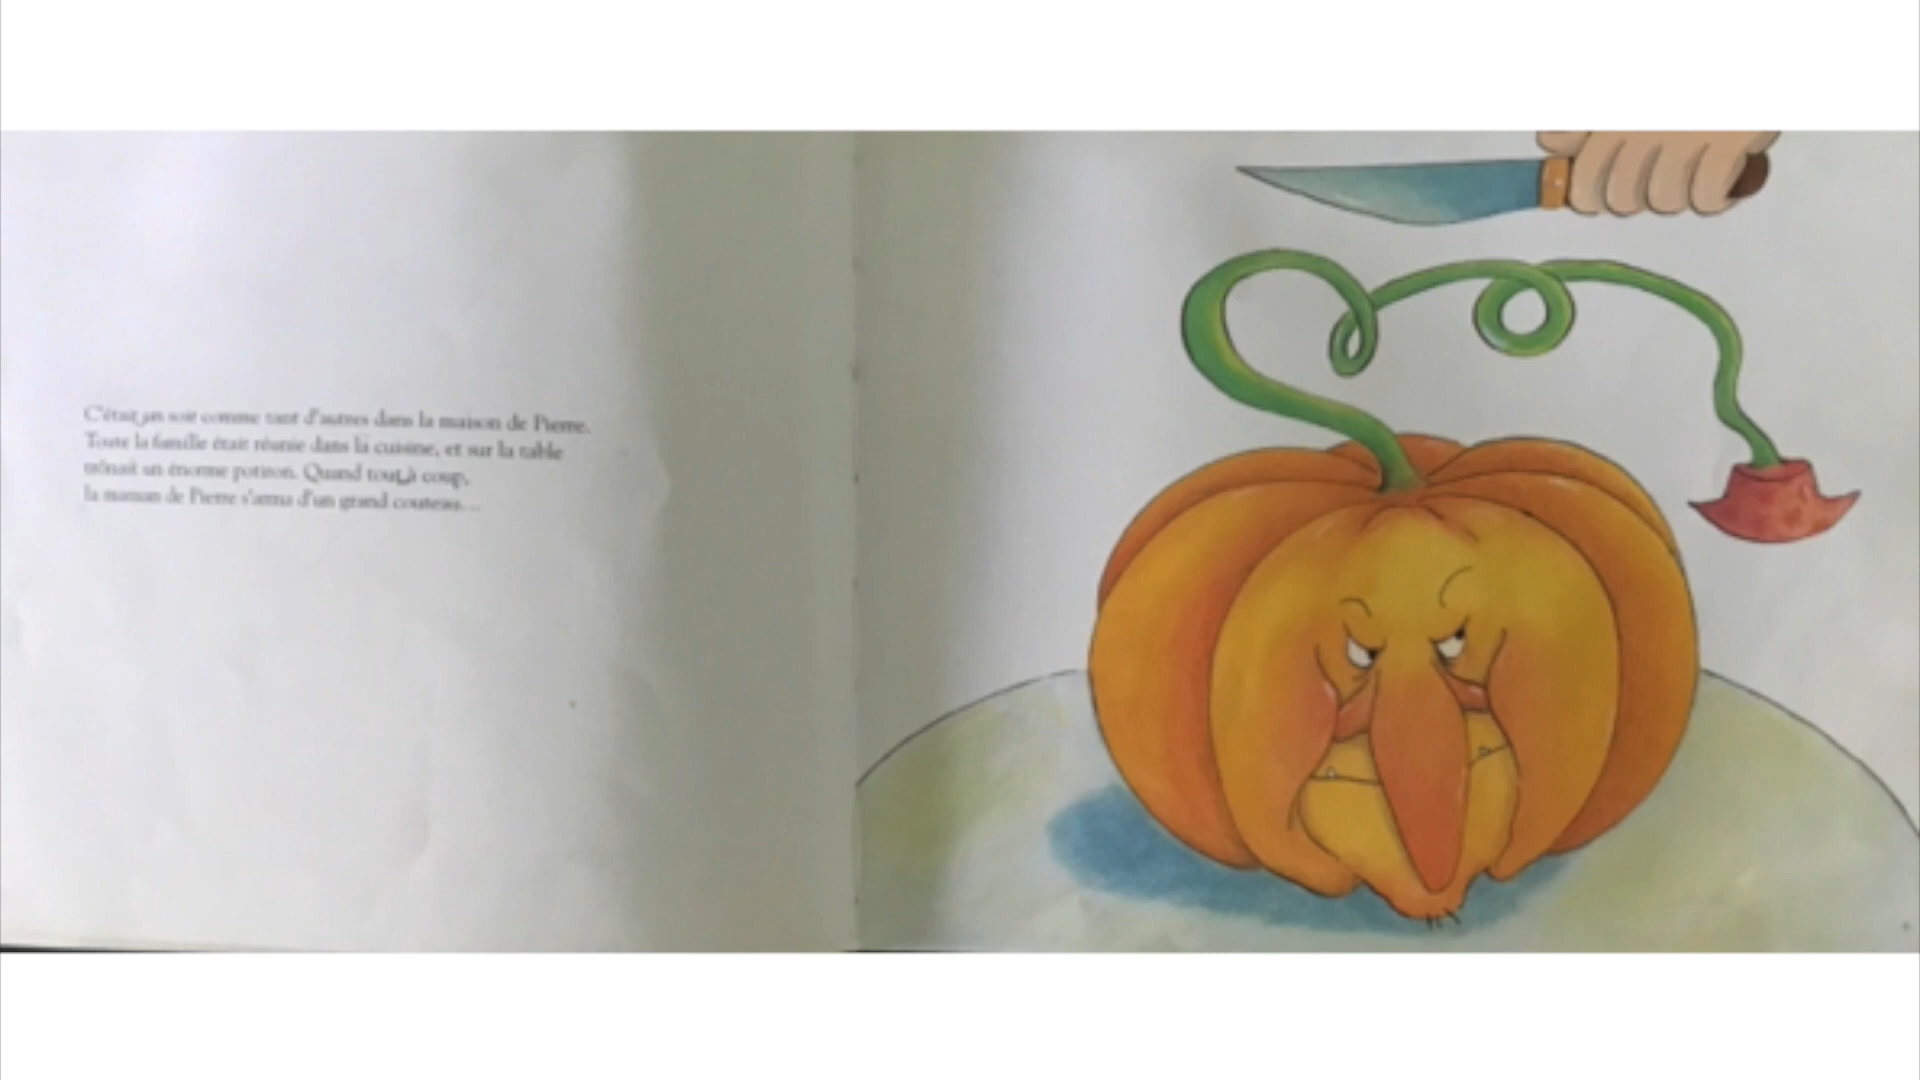 C'était un soir comme tant d'autres dans la maison de Pierre.
Toute la famille était réunie dans la cuisine, et sur la table
trônait un énorme potiron. Quand tout à coup,
la maman de Pierre s'arma d'un grand couteau…